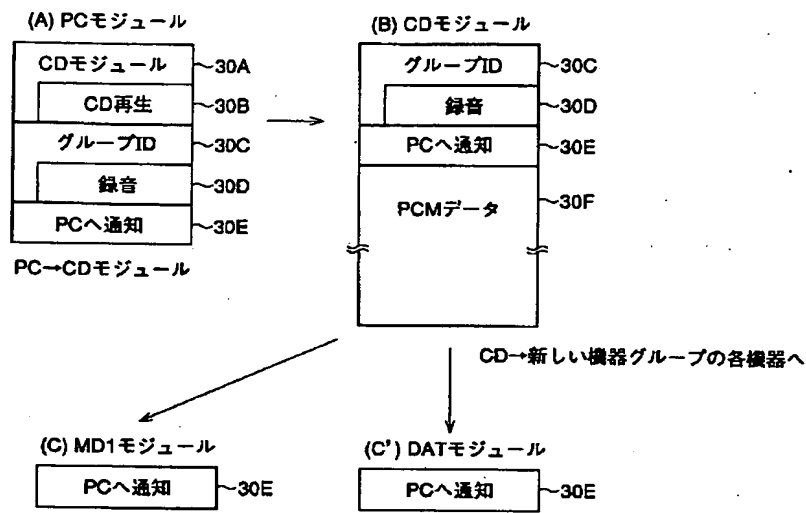 (A) PCモジュール
CDモジュール ~30A
CD再生 ~30B
グループID ~30C
録音 ~30D
PCへ通知 ~30E
PC→CDモジュール
(B) CDモジュール
グループID ~30C
録音 ~30D
PCへ通知 ~30E
PCMデータ ~30F
CD→新しい機器グループの各機器へ
(C) MD1モジュール
PCへ通知 ~30E
(C') DATモジュール
PCへ通知 ~30E